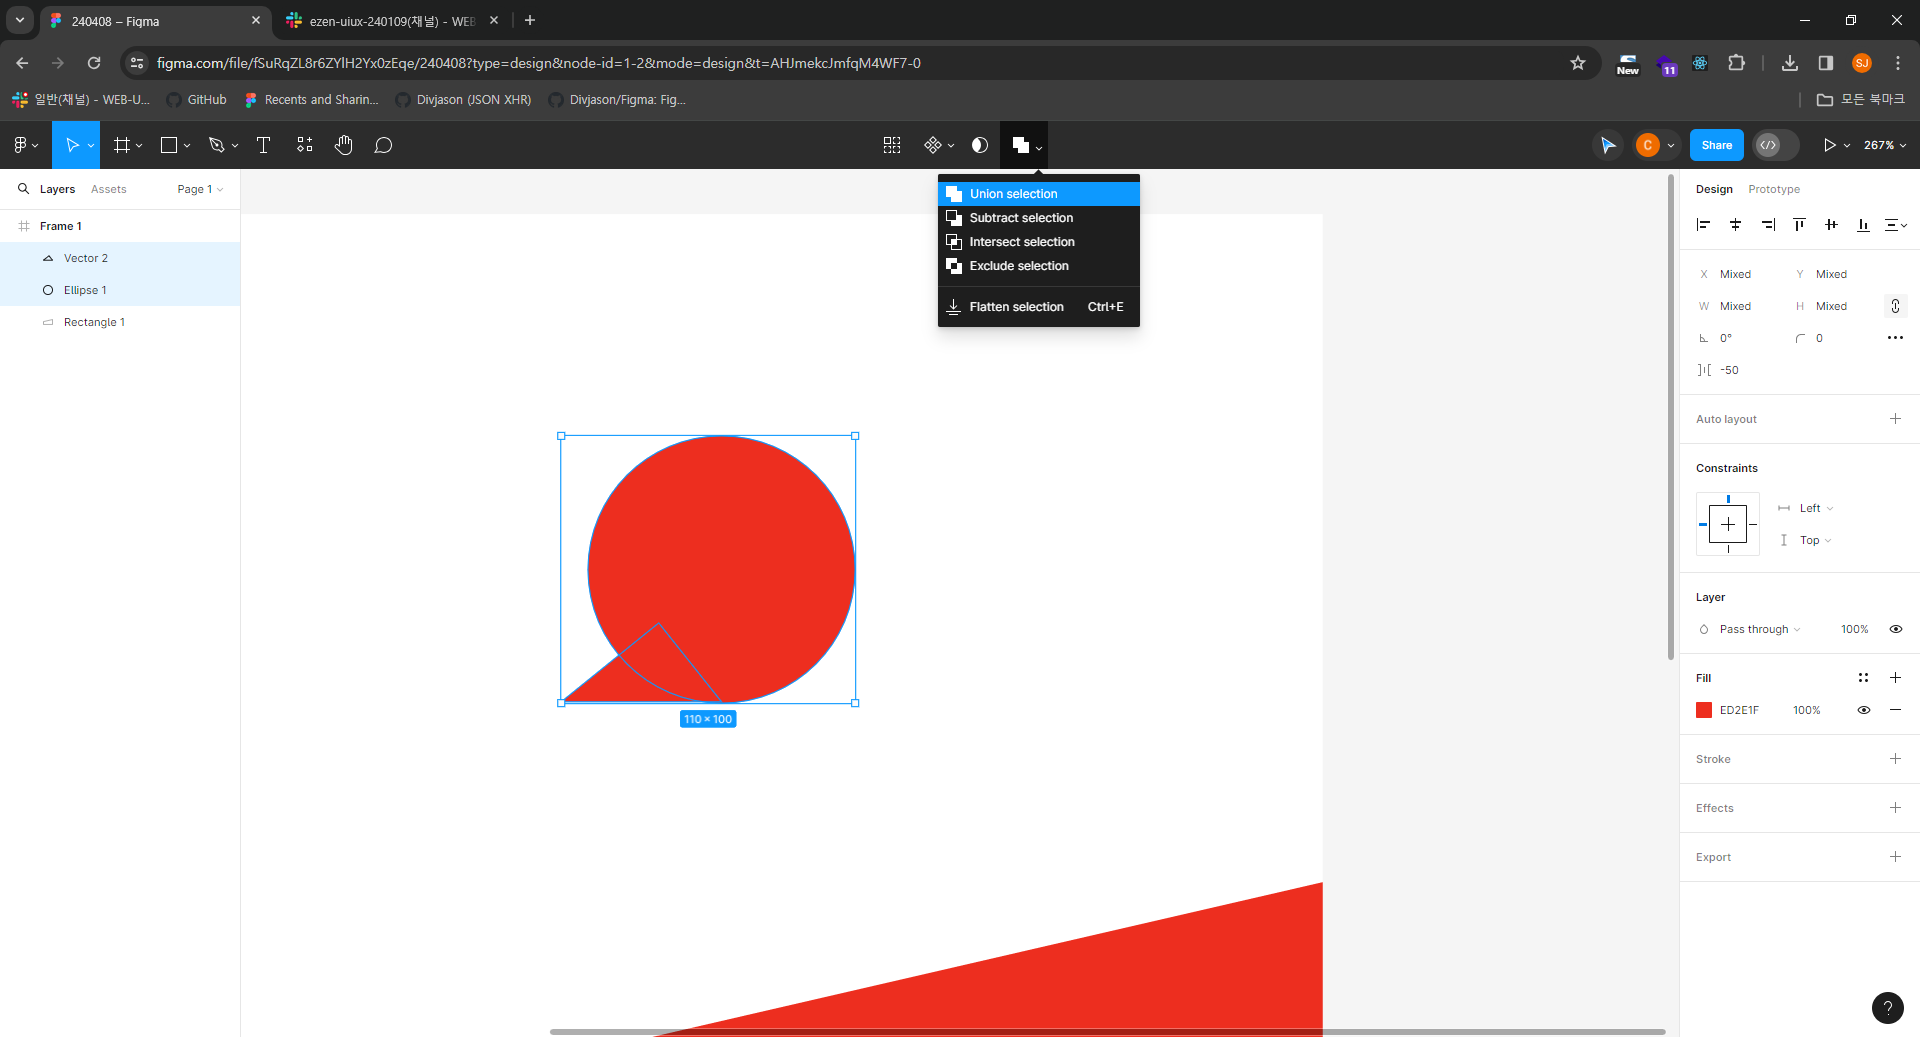 240408 – Figma
ezen-uiux-240109(채널) - WEB
figma.com/file/fSuRqZL8r6ZYlH2Yx0zEqe/240408?type=design&node-id=1-2&mode=design&t=AHJmekcJmfqM4WF7-0
New
11
SJ
일반(채널) - WEB-U...
GitHub
Recents and Sharin...
Divjason (JSON XHR)
Divjason/Figma: Fig...
모든 북마크
C
Share
267%
Layers
Assets
Page 1
Frame 1
Vector 2
Ellipse 1
Rectangle 1
Union selection
Subtract selection
Intersect selection
Exclude selection
Flatten selection Ctrl+E
110 × 100
Design
Prototype
X Mixed Y Mixed
W Mixed H Mixed
0° 0
-50
Auto layout
Constraints
Left
Top
Layer
Pass through 100%
Fill
ED2E1F 100%
Stroke
Effects
Export
?